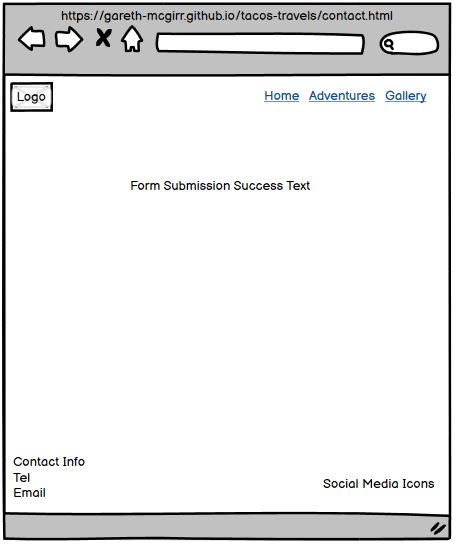 https://gareth-mcgirr.github.io/tacos-travels/contact.html
Logo
Home Adventures Gallery
Form Submission Success Text
Contact Info
Tel
Email
Social Media Icons